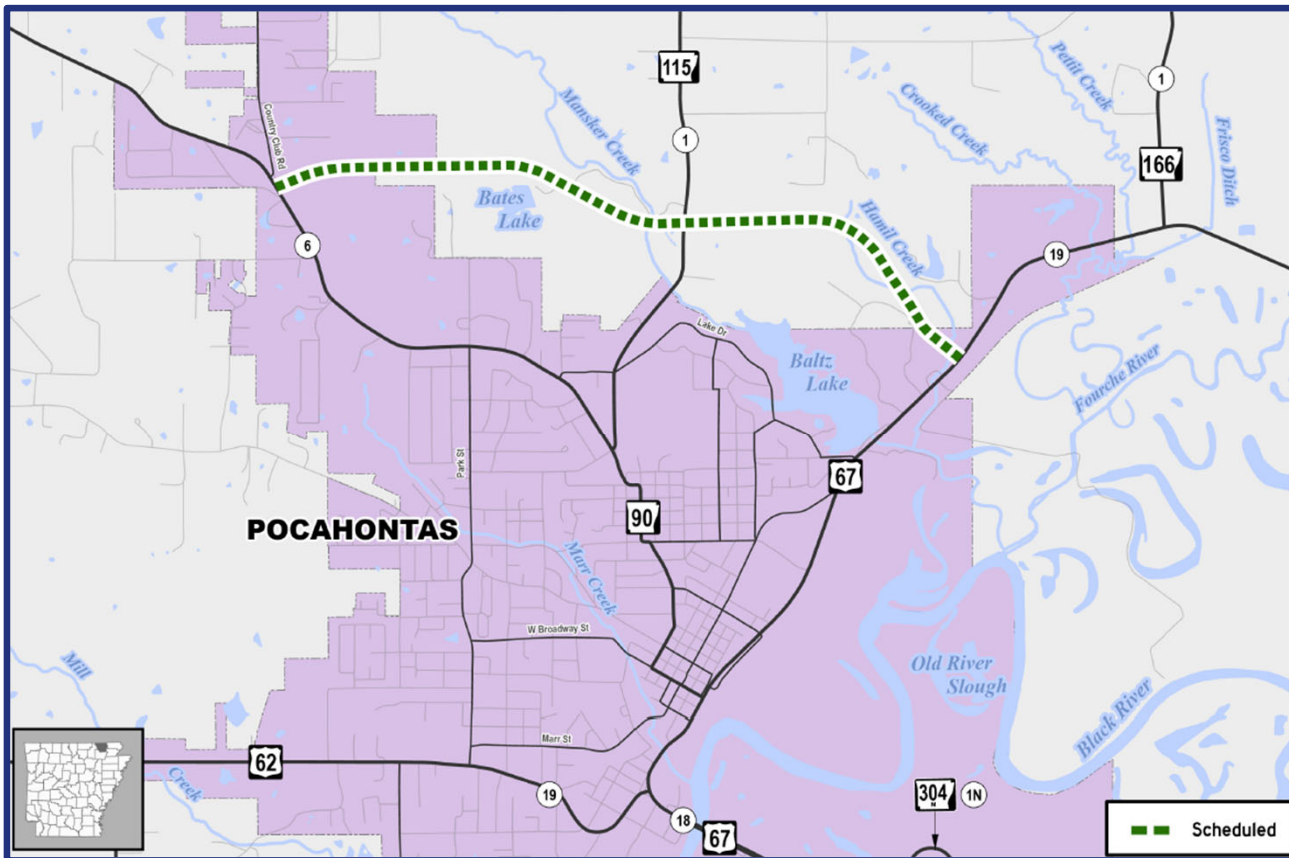 115
1
Mansker Creek
Pettit Creek
Crooked Creek
1
Frisco Ditch
166
Country Club Rd
Bates
Lake
Hamil Creek
6
19
Lake Dr
Baltz
Lake
Fourche River
Park St
67
90
POCAHONTAS
Marr Creek
W Broadway St
Old River
Slough
Mill
Creek
Black River
Marr St
62
19
18
67
304
N
1N
Scheduled